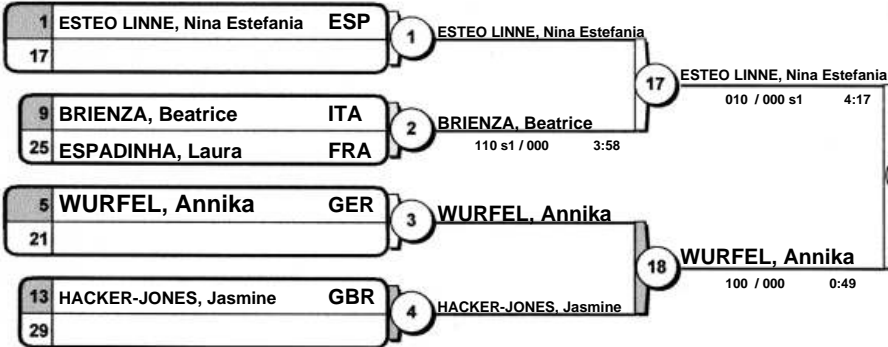 1 ESTEO LINNE, Nina Estefania ESP
17
1
ESTEO LINNE, Nina Estefania
9 BRIENZA, Beatrice ITA
25 ESPADINHA, Laura FRA
2
BRIENZA, Beatrice
110 s1 / 000 3:58
17
ESTEO LINNE, Nina Estefania
010 / 000 s1 4:17
5 WURFEL, Annika GER
21
3
WURFEL, Annika
13 HACKER-JONES, Jasmine GBR
29
4
HACKER-JONES, Jasmine
18
WURFEL, Annika
100 / 000 0:49